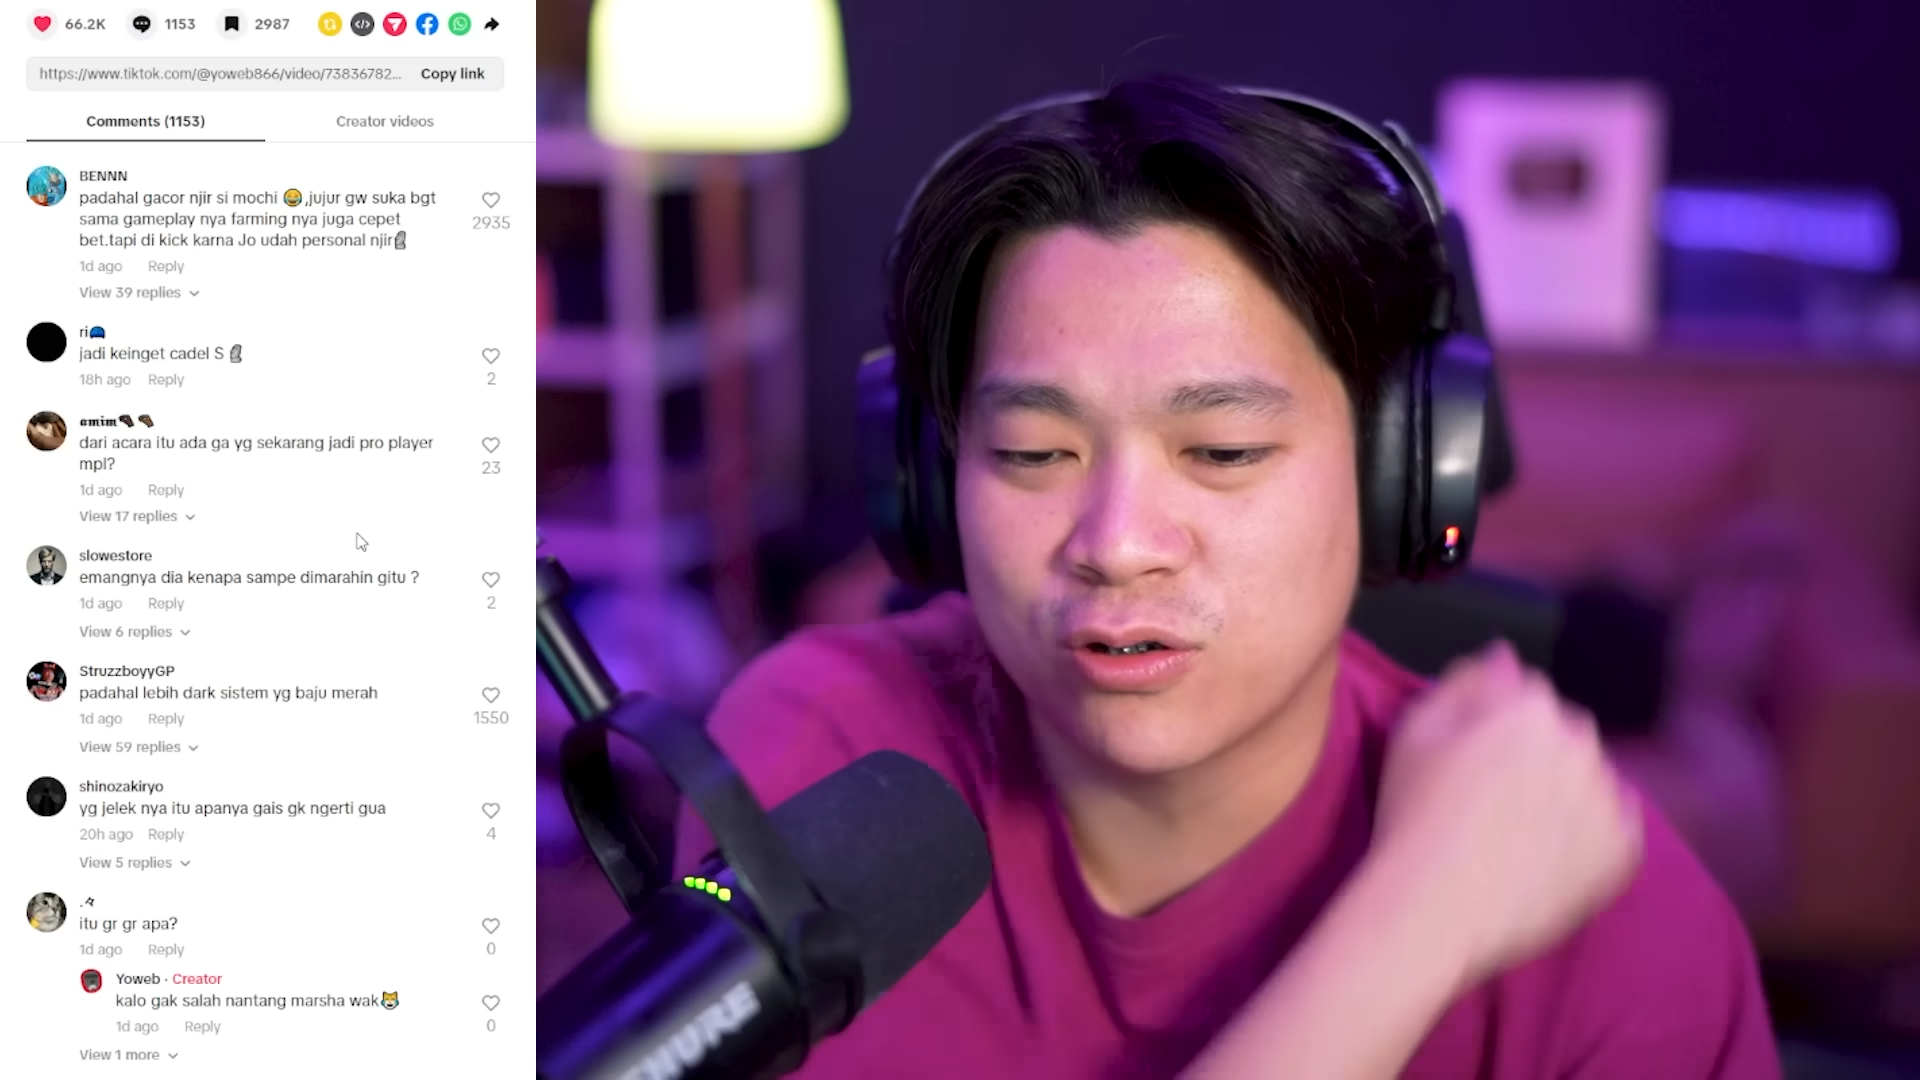 66.2K 1153 2987
https://www.tiktok.com/@yoweb866/video/73836782... Copy link
Comments (1153) Creator videos
BENNN
padahal gacor njir si mochi 😂,jujur gw suka bgt
sama gameplay nya farming nya juga cepet
bet.tapi di kick karna Jo udah personal njir🗿
2935
1d ago Reply
View 39 replies
ri
jadi keinget cadel S 🗿
18h ago Reply
2
𝖆𝖒𝖎𝖒
dari acara itu ada ga yg sekarang jadi pro player
mpl?
23
1d ago Reply
View 17 replies
slowestore
emangnya dia kenapa sampe dimarahin gitu ?
1d ago Reply
2
View 6 replies
StruzzboyyGP
padahal lebih dark sistem yg baju merah
1d ago Reply
1550
View 59 replies
shinozakiryo
yg jelek nya itu apanya gais gk ngerti gua
20h ago Reply
4
View 5 replies
itu gr gr apa?
1d ago Reply
0
Yoweb · Creator
kalo gak salah nantang marsha wak😹
1d ago Reply
0
View 1 more
SHURE